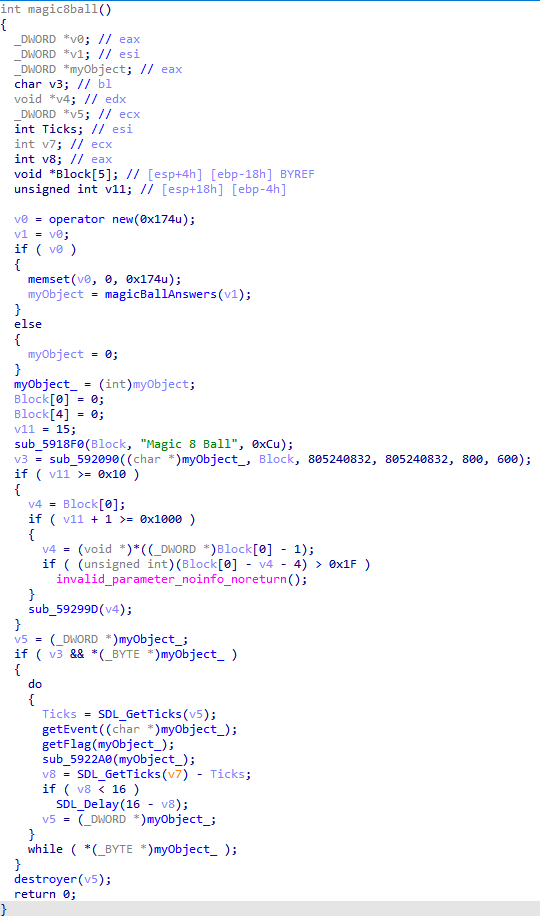 int magic8ball()
{
  _DWORD *v0; // eax
  _DWORD *v1; // esi
  _DWORD *myObject; // eax
  char v3; // bl
  void *v4; // edx
  _DWORD *v5; // ecx
  int Ticks; // esi
  int v7; // ecx
  int v8; // eax
  void *Block[5]; // [esp+4h] [ebp-18h] BYREF
  unsigned int v11; // [esp+18h] [ebp-4h]

  v0 = operator new(0x174u);
  v1 = v0;
  if ( v0 )
  {
    memset(v0, 0, 0x174u);
    myObject = magicBallAnswers(v1);
  }
  else
  {
    myObject = 0;
  }
  myObject_ = (int)myObject;
  Block[0] = 0;
  Block[4] = 0;
  v11 = 15;
  sub_5918F0(Block, "Magic 8 Ball", 0xCu);
  v3 = sub_592090((char *)myObject_, Block, 805240832, 805240832, 800, 600);
  if ( v11 >= 0x10 )
  {
    v4 = Block[0];
    if ( v11 + 1 >= 0x1000 )
    {
      v4 = (void *)*((_DWORD *)Block[0] - 1);
      if ( (unsigned int)(Block[0] - v4 - 4) > 0x1F )
        invalid_parameter_noinfo_noreturn();
    }
    sub_59299D(v4);
  }
  v5 = (_DWORD *)myObject_;
  if ( v3 && *(_BYTE *)myObject_ )
  {
    do
    {
      Ticks = SDL_GetTicks(v5);
      getEvent((char *)myObject_);
      getFlag(myObject_);
      sub_5922A0(myObject_);
      v8 = SDL_GetTicks(v7) - Ticks;
      if ( v8 < 16 )
        SDL_Delay(16 - v8);
      v5 = (_DWORD *)myObject_;
    }
    while ( *(_BYTE *)myObject_ );
  }
  destroyer(v5);
  return 0;
}